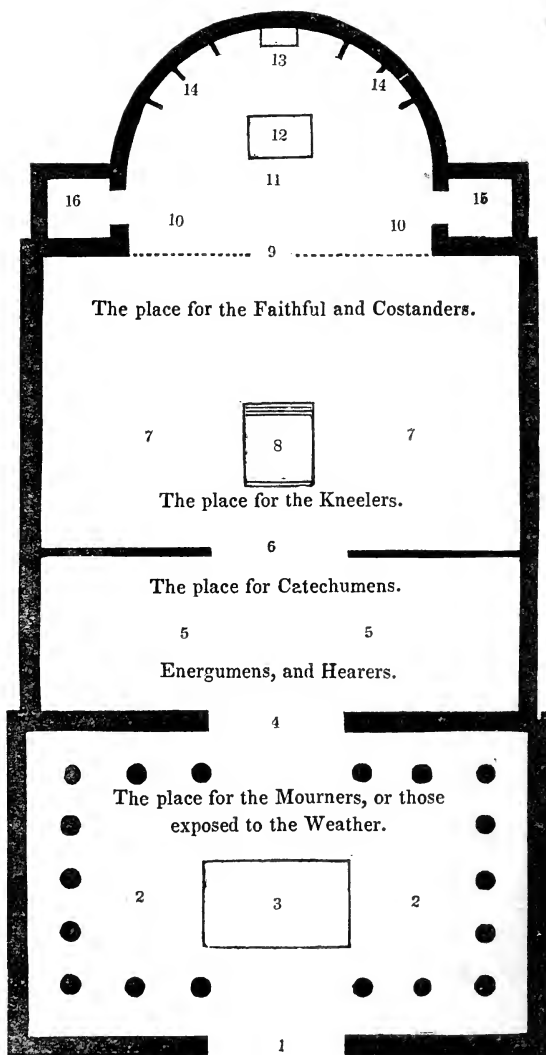 13
14 14
12
11
16 15
10 10
9
The place for the Faithful and Costanders.
7 7
8
The place for the Kneelers.
6
The place for Catechumens.
5 5
Energumens, and Hearers.
4
The place for the Mourners, or those
exposed to the Weather.
2 3 2
1